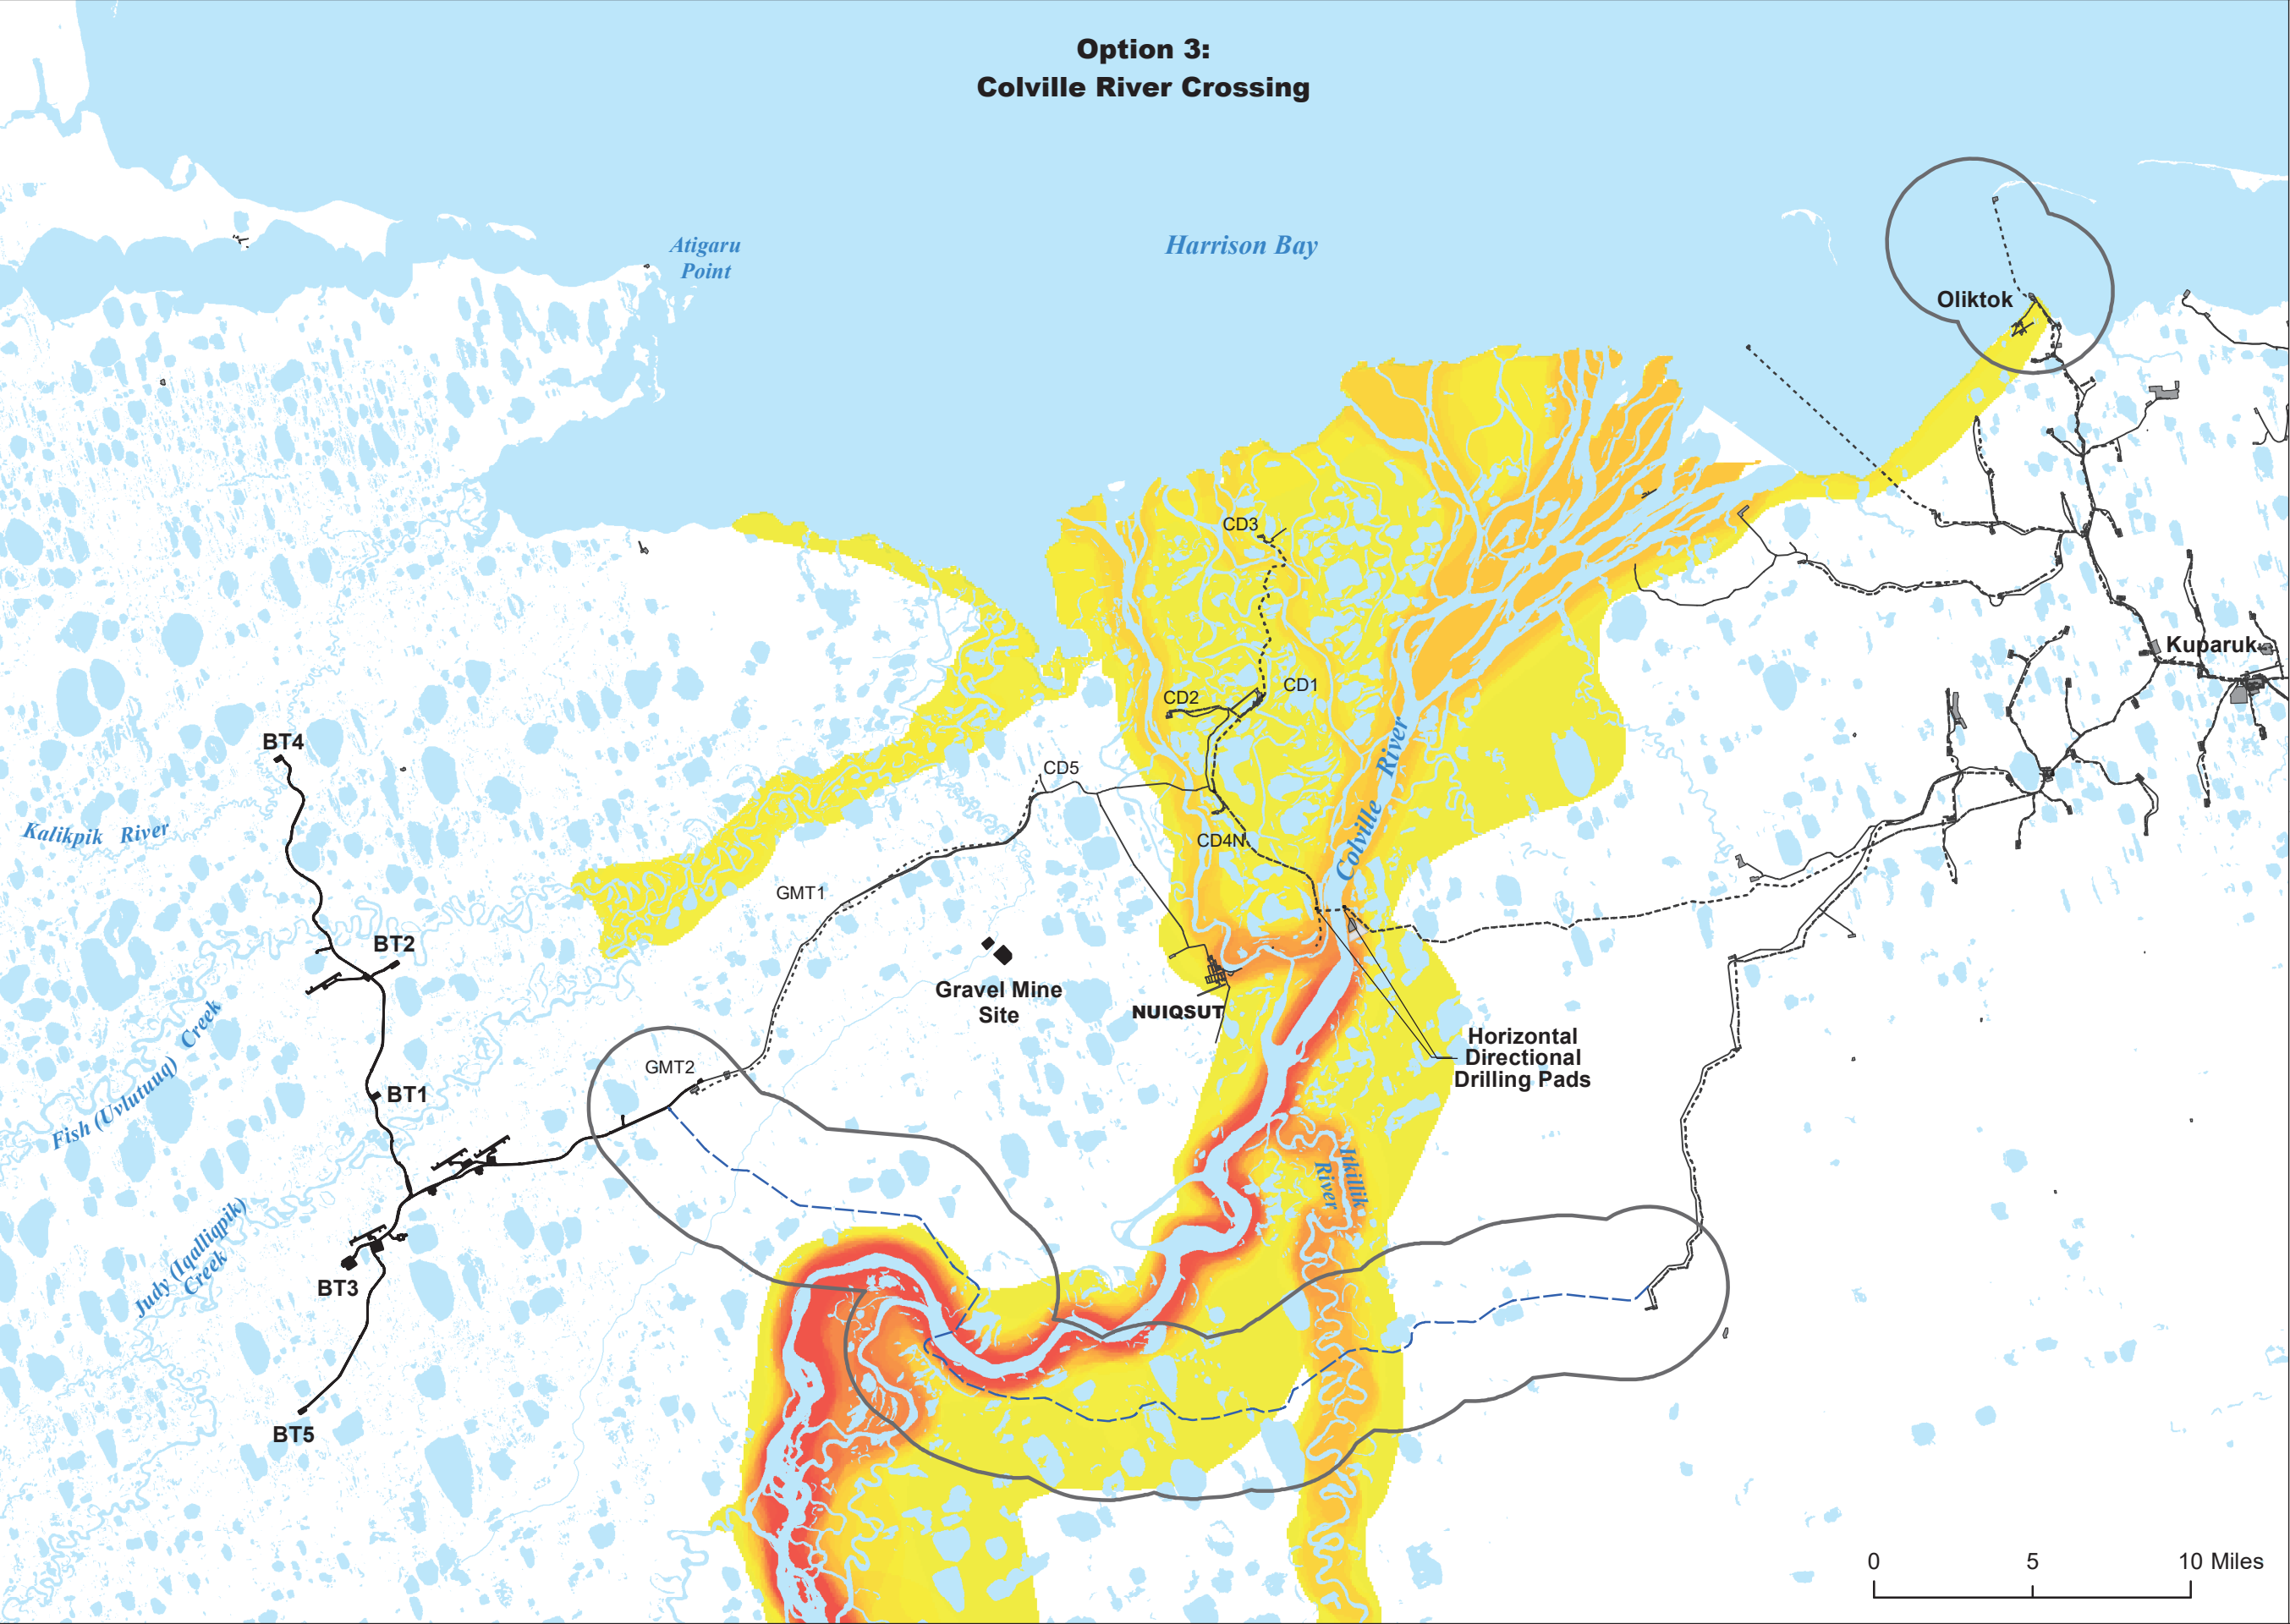 Option 3:
Colville River Crossing
Atigaru
Point
Harrison Bay
Oliktok
CD3
Kuparuk
CD2
CD1
BT4
CD5
Colville River
Kalikpik River
CD4N
GMT1
BT2
Gravel Mine
Site
NUIQSUT
Horizontal
Directional
Drilling Pads
Fish (Uvlutuuq) Creek
GMT2
BT1
Itkillik
River
Judy (Iqalliqpik)
Creek
BT3
BT5
0 5 10 Miles